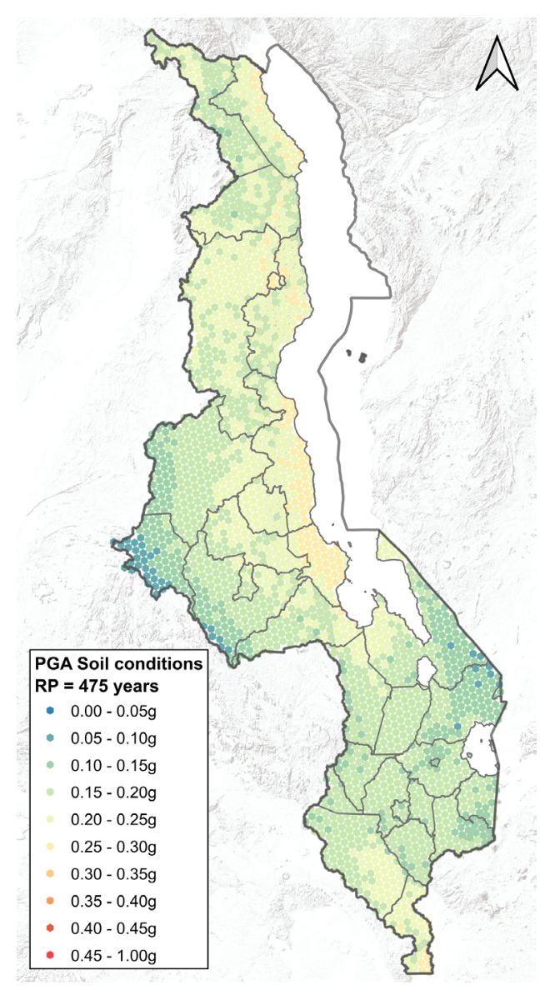 PGA Soil conditions
RP = 475 years
0.00 - 0.05g
0.05 - 0.10g
0.10 - 0.15g
0.15 - 0.20g
0.20 - 0.25g
0.25 - 0.30g
0.30 - 0.35g
0.35 - 0.40g
0.40 - 0.45g
0.45 - 1.00g